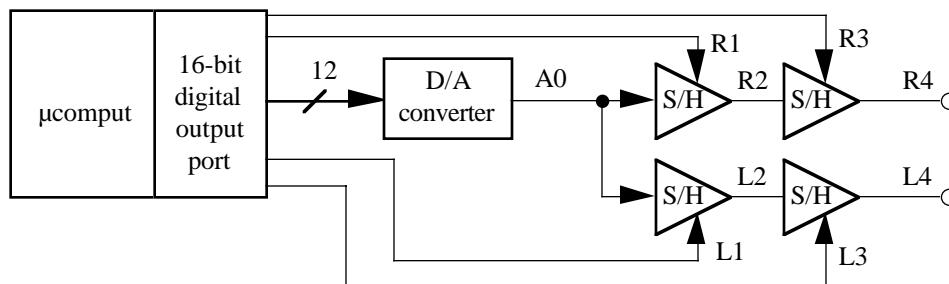 µcomput
16-bit
digital
output
port
12
D/A
converter
A0
R1
S/H
R2
R3
S/H
R4
S/H
L1
L2
S/H
L3
L4